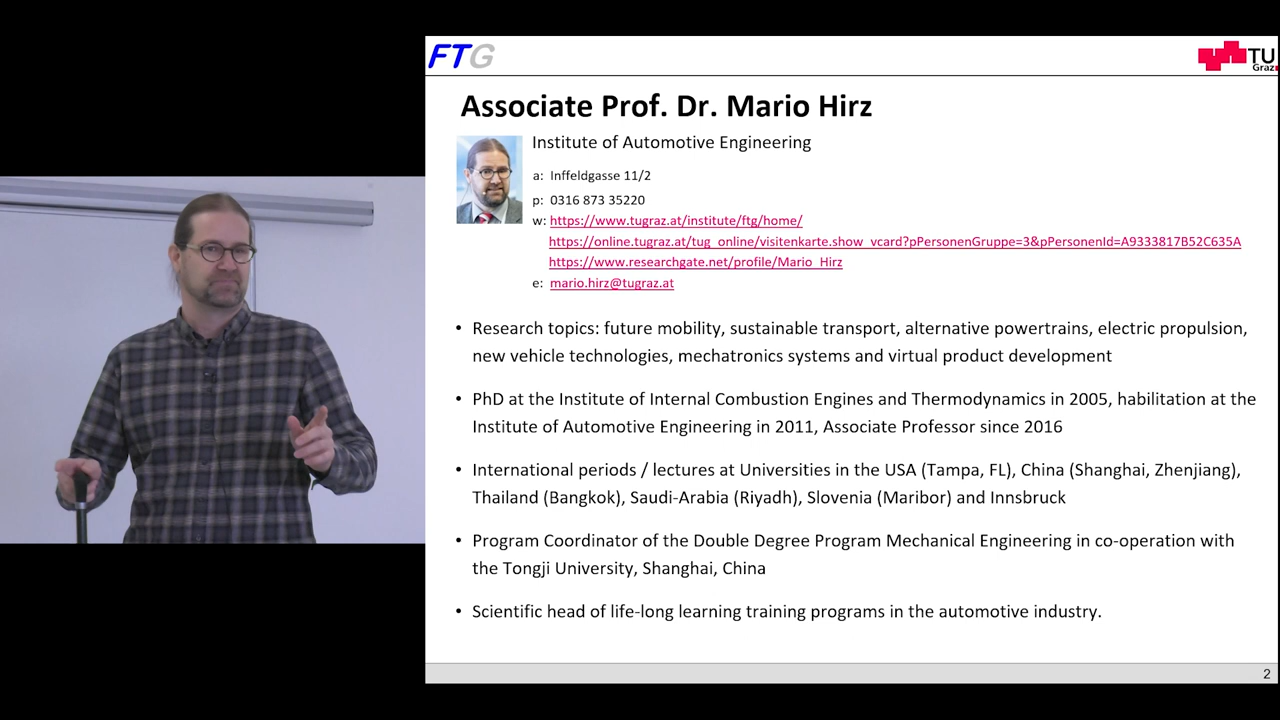 FTG
TU
Graz
Associate Prof. Dr. Mario Hirz
Institute of Automotive Engineering
a: Inffeldgasse 11/2
p: 0316 873 35220
w: https://www.tugraz.at/institute/ftg/home/
https://online.tugraz.at/tug_online/visitenkarte.show_vcard?pPersonenGruppe=3&pPersonenId=A9333817B52C635A
https://www.researchgate.net/profile/Mario_Hirz
e: mario.hirz@tugraz.at
• Research topics: future mobility, sustainable transport, alternative powertrains, electric propulsion,
new vehicle technologies, mechatronics systems and virtual product development
• PhD at the Institute of Internal Combustion Engines and Thermodynamics in 2005, habilitation at the
Institute of Automotive Engineering in 2011, Associate Professor since 2016
• International periods / lectures at Universities in the USA (Tampa, FL), China (Shanghai, Zhenjiang),
Thailand (Bangkok), Saudi-Arabia (Riyadh), Slovenia (Maribor) and Innsbruck
• Program Coordinator of the Double Degree Program Mechanical Engineering in co-operation with
the Tongji University, Shanghai, China
• Scientific head of life-long learning training programs in the automotive industry.
2